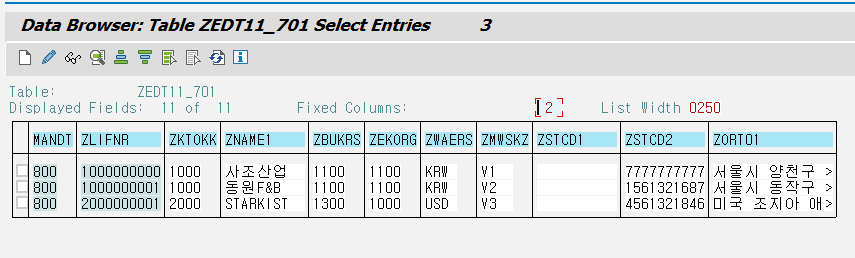 Data Browser: Table ZEDT11_701 Select Entries 3
Table: ZEDT11_701
Displayed Fields: 11 of 11 Fixed Columns: 2 List Width 0250
MANDT ZLIFNR ZKTOKK ZNAME1 ZBUKRS ZEKORG ZWAERS ZMWSKZ ZSTCD1 ZSTCD2 ZORT01
800 1000000000 1000 사조산업 1100 1100 KRW V1 7777777777 서울시 양천구 >
800 1000000001 1000 동원F&B 1100 1100 KRW V2 1561321687 서울시 동작구 >
800 2000000001 2000 STARKIST 1300 1000 USD V3 4561321846 미국 조지아 애>